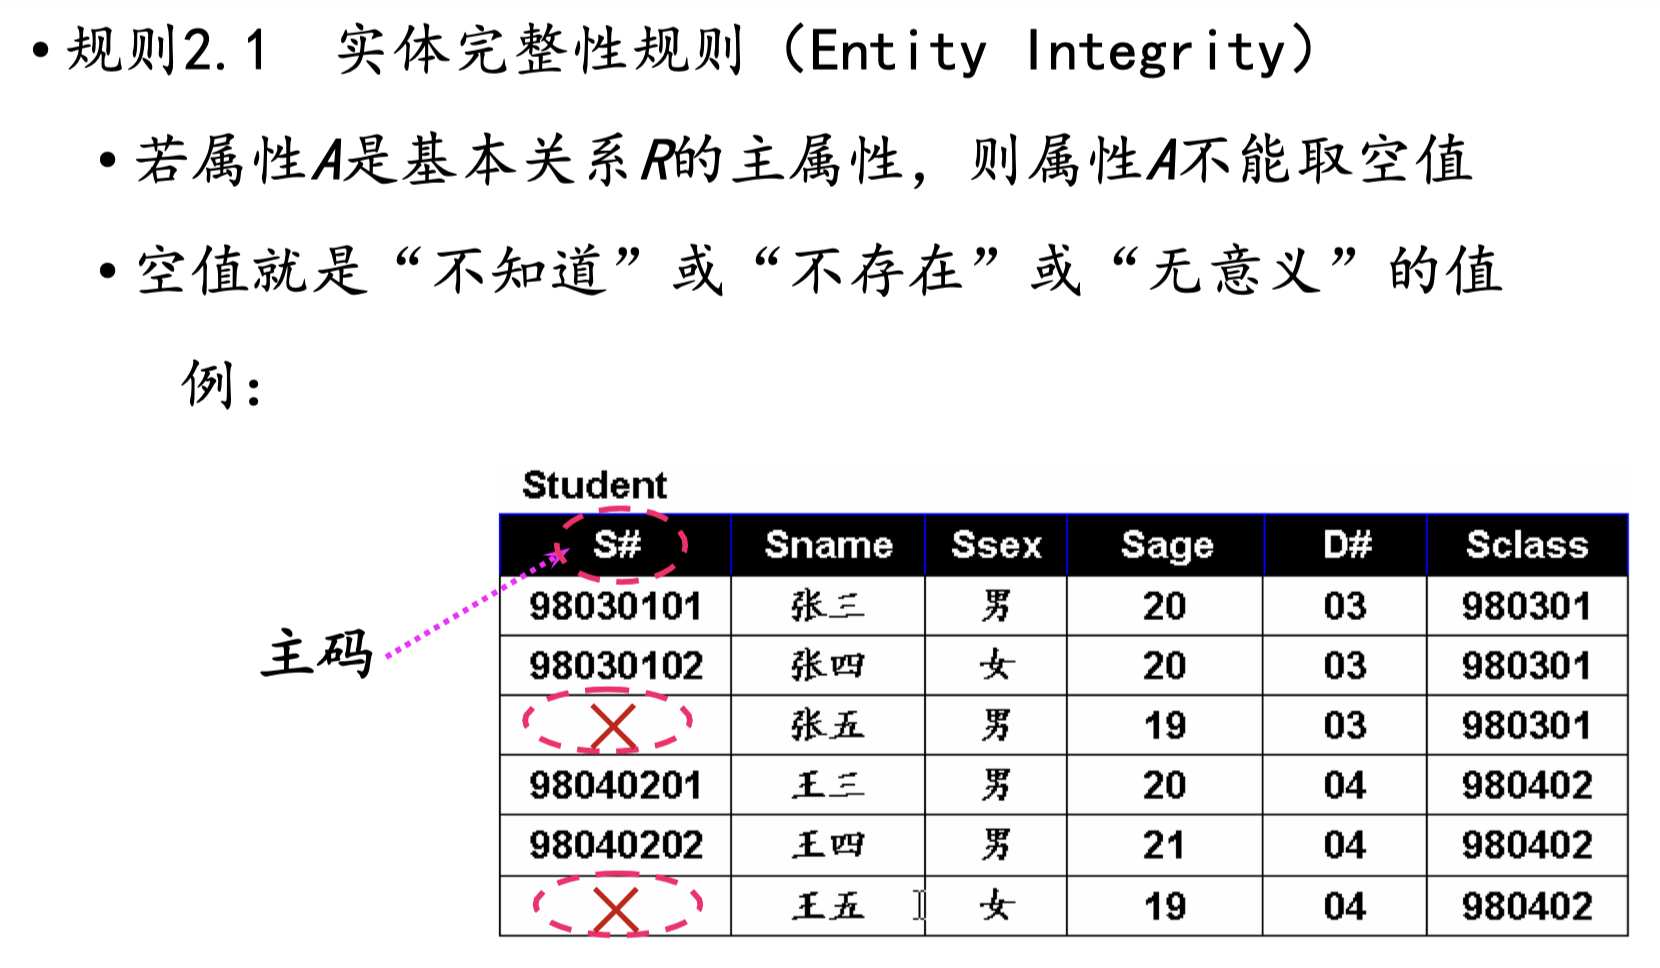 • 规则2.1 实体完整性规则（Entity Integrity）
• 若属性A是基本关系R的主属性，则属性A不能取空值
• 空值就是“不知道”或“不存在”或“无意义”的值
例：
Student
S# Sname Ssex Sage D# Sclass
98030101 张三 男 20 03 980301
主码
98030102 张四 女 20 03 980301
张五 男 19 03 980301
98040201 王三 男 20 04 980402
98040202 王四 男 21 04 980402
王五 女 19 04 980402